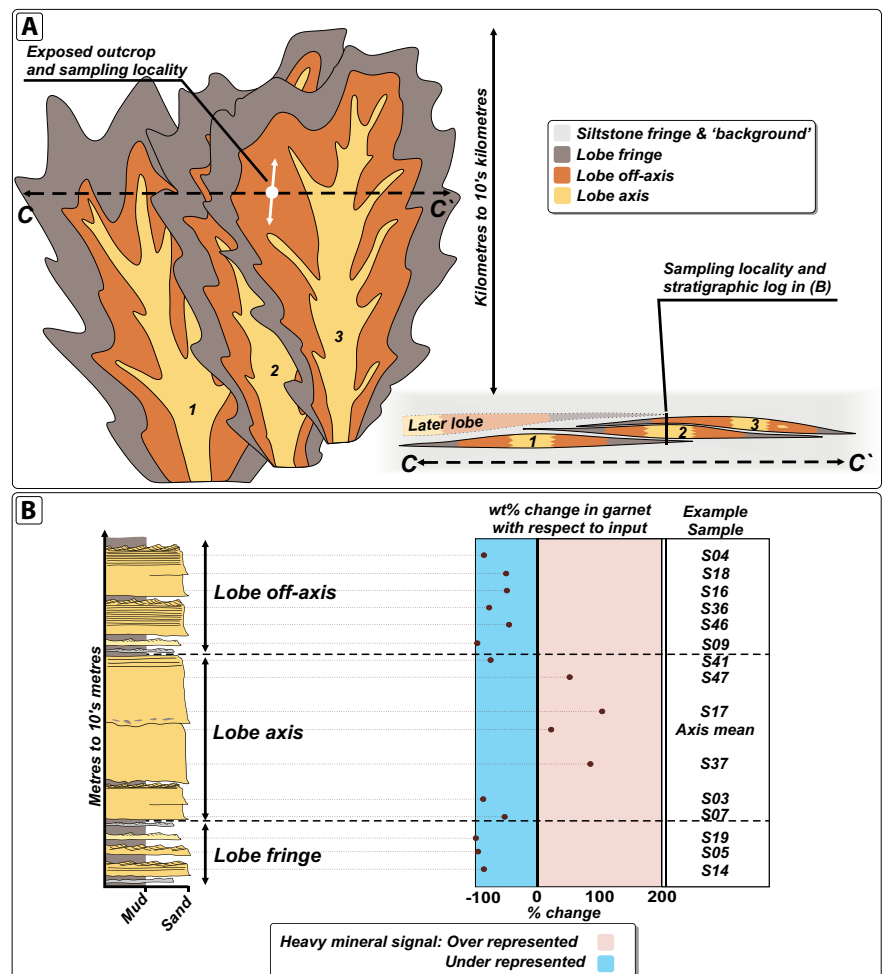 A
Exposed outcrop
and sampling locality
C
C`
1
2
3
Kilometres to 10's kilometres
Siltstone fringe & ‘background’
Lobe fringe
Lobe off-axis
Lobe axis
Sampling locality and
stratigraphic log in (B)
Later lobe
1
2
3
C
C`
B
wt% change in garnet
with respect to input
Example
Sample
Metres to 10's metres
Lobe off-axis
Lobe axis
Lobe fringe
S04
S18
S16
S36
S46
S09
S41
S47
S17
Axis mean
S37
S03
S07
S19
S05
S14
Mud
Sand
-100
0
100
200
% change
Heavy mineral signal: Over represented
Under represented